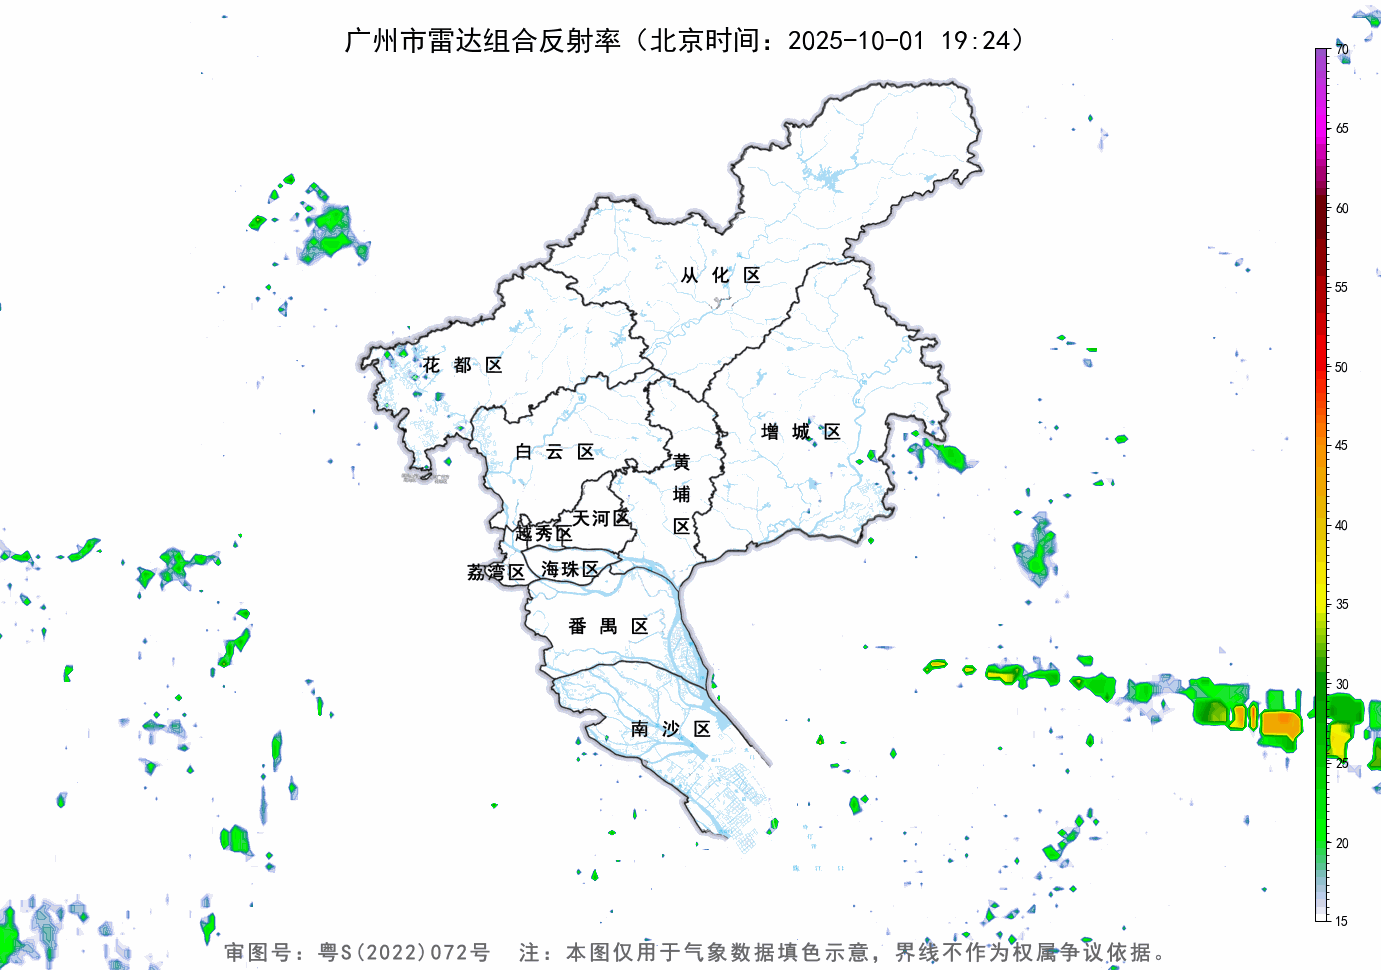 广州市雷达组合反射率（北京时间：2025-10-01 19:24）
70
65
60
55
50
45
40
35
30
25
20
15
从化区
花都区
增城区
白云区
黄埔区
天河区
越秀区
荔湾区
海珠区
番禺区
南沙区
审图号：粤S(2022)072号 注：本图仅用于气象数据填色示意，界线不作为权属争议依据。